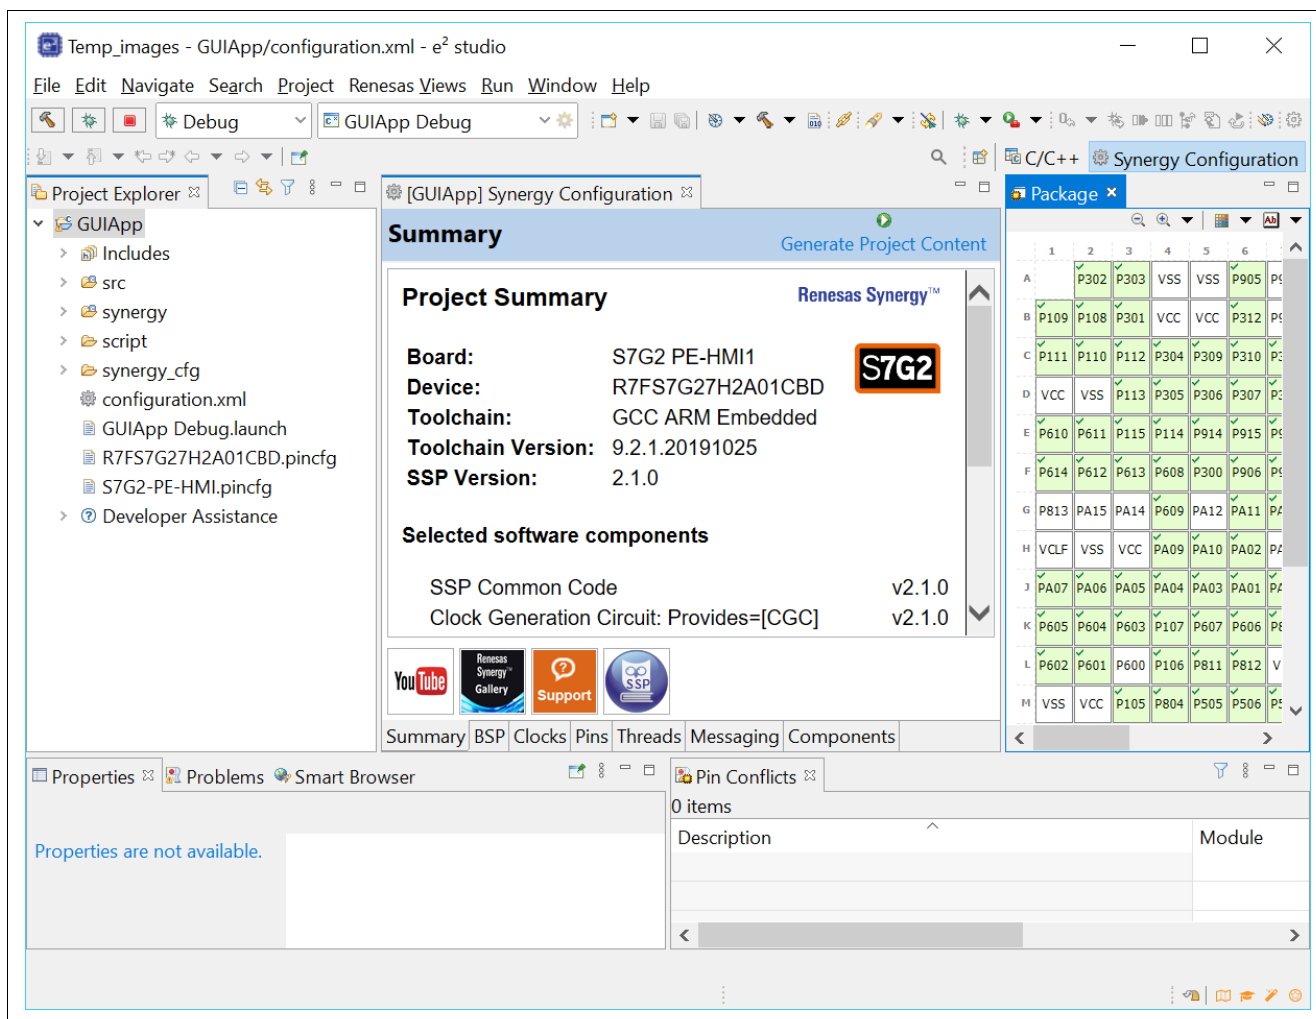 Temp_images - GUIApp/configuration.xml - e² studio
File Edit Navigate Search Project Renesas Views Run Window Help
Debug GUIApp Debug
C/C++ Synergy Configuration
Project Explorer
GUIApp
Includes
src
synergy
script
synergy_cfg
configuration.xml
GUIApp Debug.launch
R7FS7G27H2A01CBD.pincfg
S7G2-PE-HMI.pincfg
Developer Assistance
[GUIApp] Synergy Configuration
Summary
Generate Project Content
Project Summary
Renesas Synergy™
Board: S7G2 PE-HMI1
Device: R7FS7G27H2A01CBD
Toolchain: GCC ARM Embedded
Toolchain Version: 9.2.1.20191025
SSP Version: 2.1.0
S7G2
Selected software components
SSP Common Code v2.1.0
Clock Generation Circuit: Provides=[CGC] v2.1.0
YouTube
Renesas
Synergy™
Gallery
Support
SSP
Summary BSP Clocks Pins Threads Messaging Components
Package
1 2 3 4 5 6
A P302 P303 VSS VSS P905
B P109 P108 P301 VCC VCC P312
C P111 P110 P112 P304 P309 P310
D VCC VSS P113 P305 P306 P307
E P610 P611 P115 P114 P914 P915
F P614 P612 P613 P608 P300 P906
G P813 PA15 PA14 P609 PA12 PA11
H VCLF VSS VCC PA09 PA10 PA02
J PA07 PA06 PA05 PA04 PA03 PA01
K P605 P604 P603 P107 P607 P606
L P602 P601 P600 P106 P811 P812
M VSS VCC P105 P804 P505 P506
Properties Problems Smart Browser
Properties are not available.
Pin Conflicts
0 items
Description Module